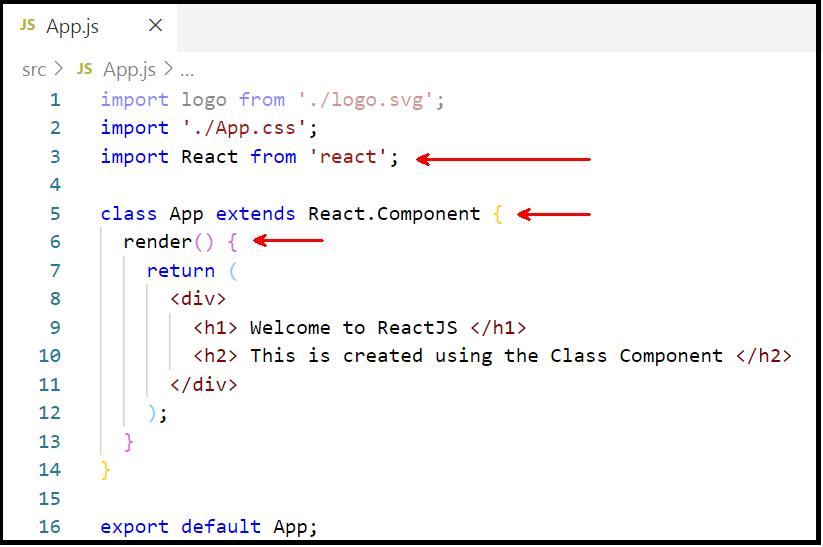 JS App.js ×
src > JS App.js > ...
1 import logo from './logo.svg';
2 import './App.css';
3 import React from 'react';
4
5 class App extends React.Component {
6   render() {
7     return (
8       <div>
9         <h1> Welcome to ReactJS </h1>
10         <h2> This is created using the Class Component </h2>
11       </div>
12     );
13   }
14 }
15
16 export default App;